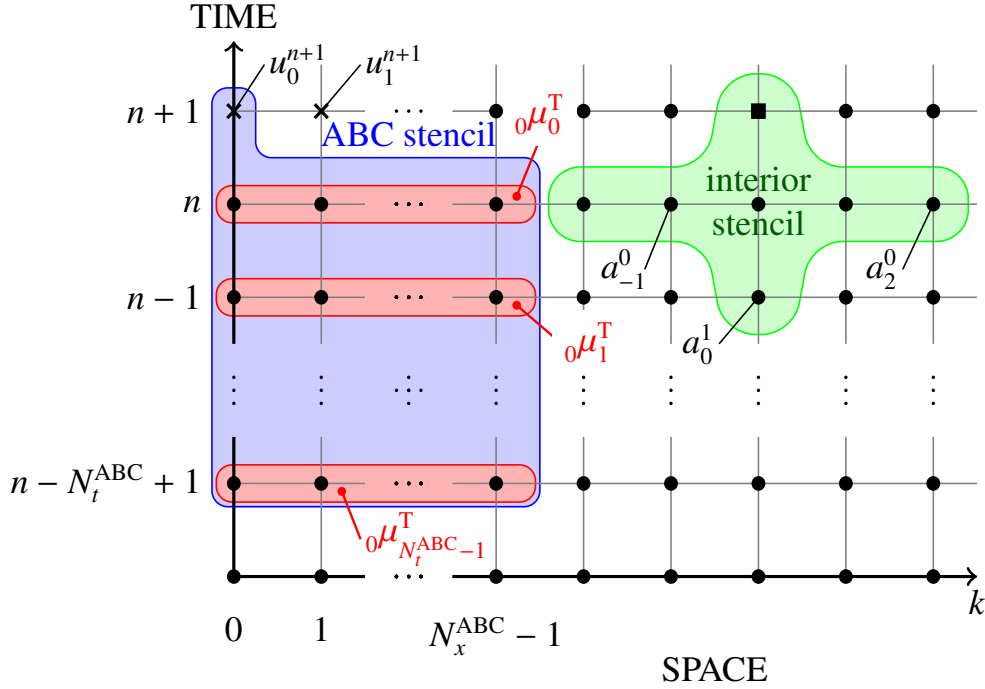 TIME
u_0^{n+1} u_1^{n+1}
n + 1 ...
ABC stencil ₀μ_0^T
interior
n ...
stencil
a_{-1}^0 a_2^0
n - 1 ...
₀μ_1^T a_0^1
n - N_t^{ABC} + 1 ...
₀μ_{N_t^{ABC}-1}^T
...
k
0 1 N_x^{ABC} - 1
SPACE